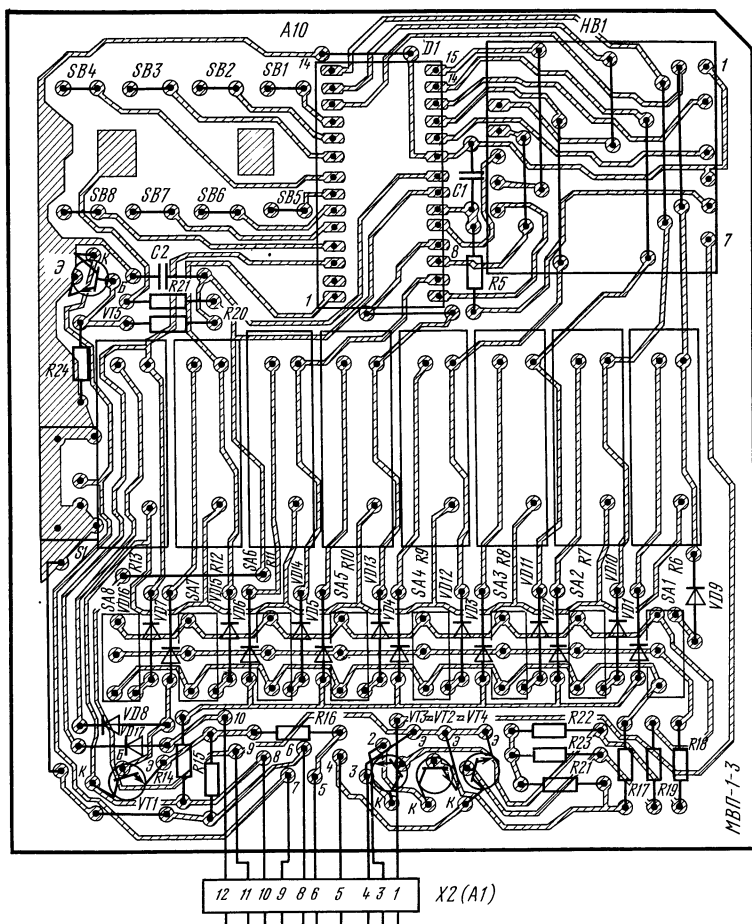 A10
D1
HB1
14
15
14
1
SB4 SB3 SB2 SB1
C1
SB8 SB7 SB6 SB5
8
7
Э
К
Б
C2
R21
R20
1
R5
VT5
R24
S1
SA8 R13 SA7 R12 SA6 R11 SA5 R10 SA4 R9 SA3 R8 SA2 R7 SA1 R6
VD16 VD7 VD15 VD6 VD14 VD5 VD13 VD4 VD12 VD3 VD11 VD2 VD10 VD1 VD9
VD8
10
R16
VT3 = VT2 = VT4
R22
VD17
9
8
6
4
2
Э
Э
Э
R23
R18
Б
Э
R14
R15
7
5
3
R21
К
VT1
К
К
К
R17
R19
МВП-1-3
12 11 10 9 8 6 5 4 3 1
X2 (A1)